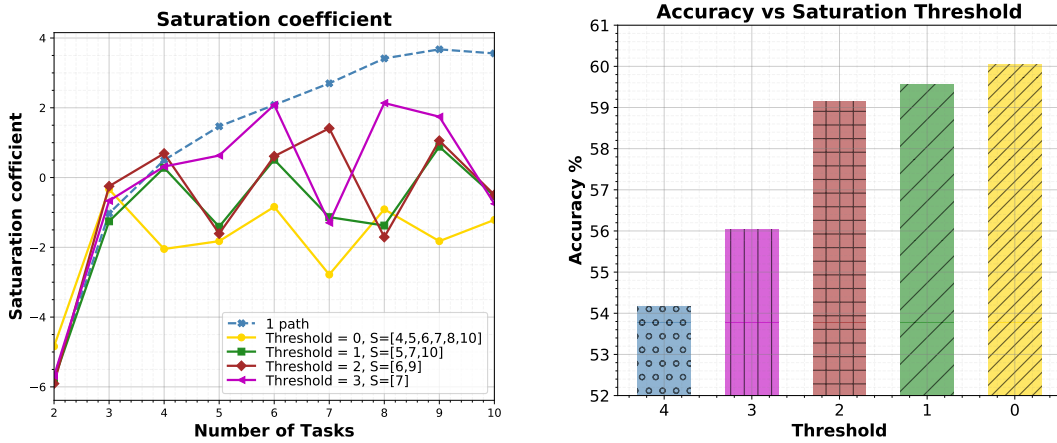 Saturation coefficient
Satuaration cofficient
4
2
0
−2
−4
−6
1 path
Threshold = 0, S=[4,5,6,7,8,10]
Threshold = 1, S=[5,7,10]
Threshold = 2, S=[6,9]
Threshold = 3, S=[7]
2 3 4 5 6 7 8 9 10
Number of Tasks
Accuracy vs Saturation Threshold
Accuracy %
61
60
59
58
57
56
55
54
53
52
4 3 2 1 0
Threshold